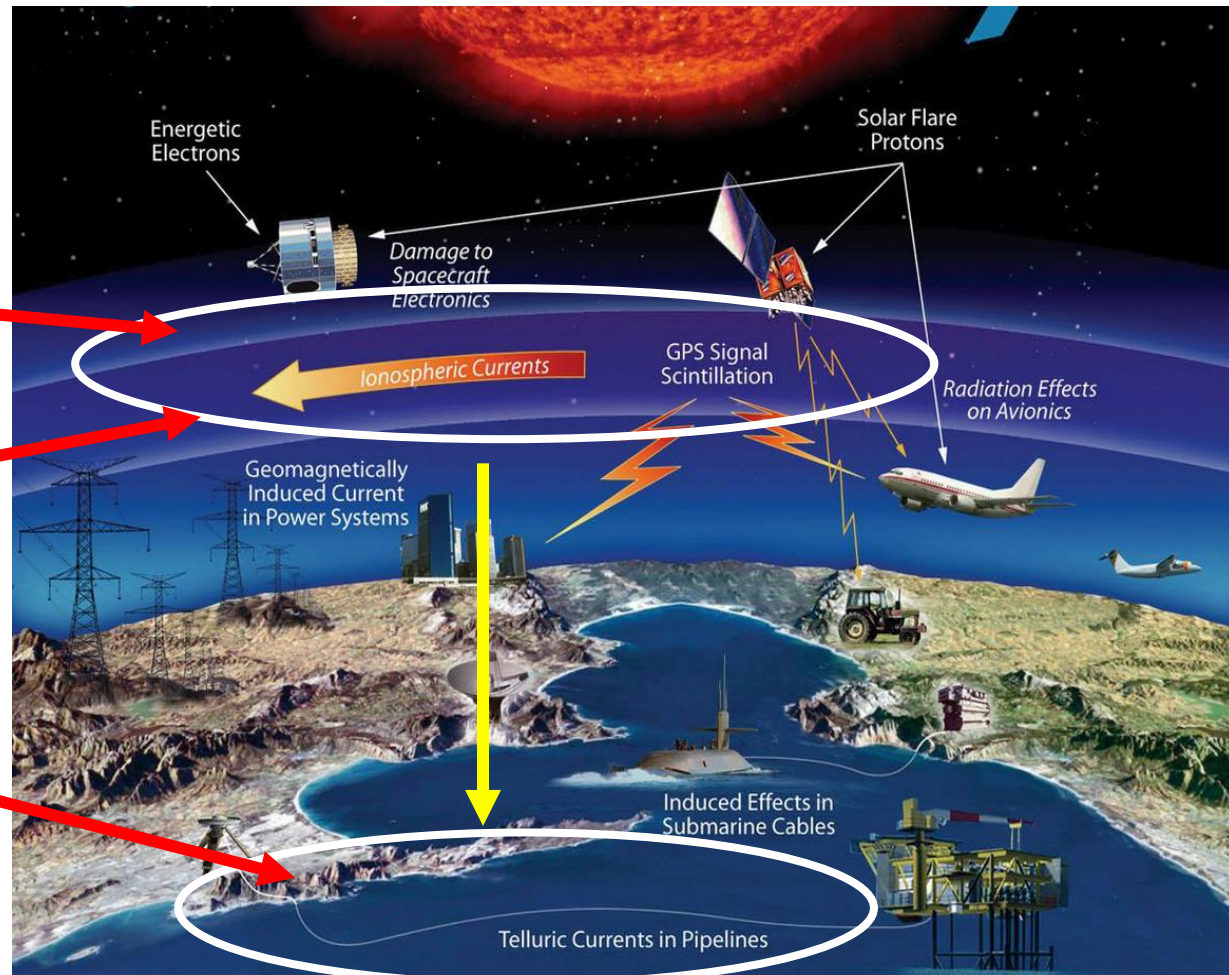 Energetic
Electrons
Solar Flare
Protons
Damage to
Spacecraft
Electronics
Ionospheric Currents
GPS Signal
Scintillation
Radiation Effects
on Avionics
Geomagnetically
Induced Current
in Power Systems
Induced Effects in
Submarine Cables
Telluric Currents in Pipelines